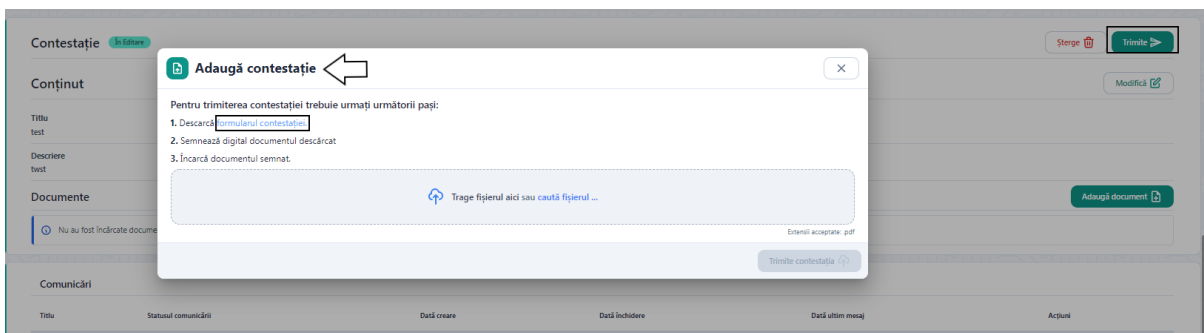 Contestație În Editare
Șterge Trimite
Adaugă contestație
Conținut
Modifică
Pentru trimiterea contestației trebuie urmați următorii pași:
Titlu
test
1. Descarcă formularul contestației.
2. Semnează digital documentul descărcat
Descriere
twst
3. Încarcă documentul semnat.
Documente
Trage fișierul aici sau caută fișierul ...
Adaugă document
Nu au fost încărcate docume
Extensii acceptate: .pdf
Trimite contestația
Comunicări
Titlu Statusul comunicării Dată creare Dată închidere Dată ultim mesaj Acțiuni